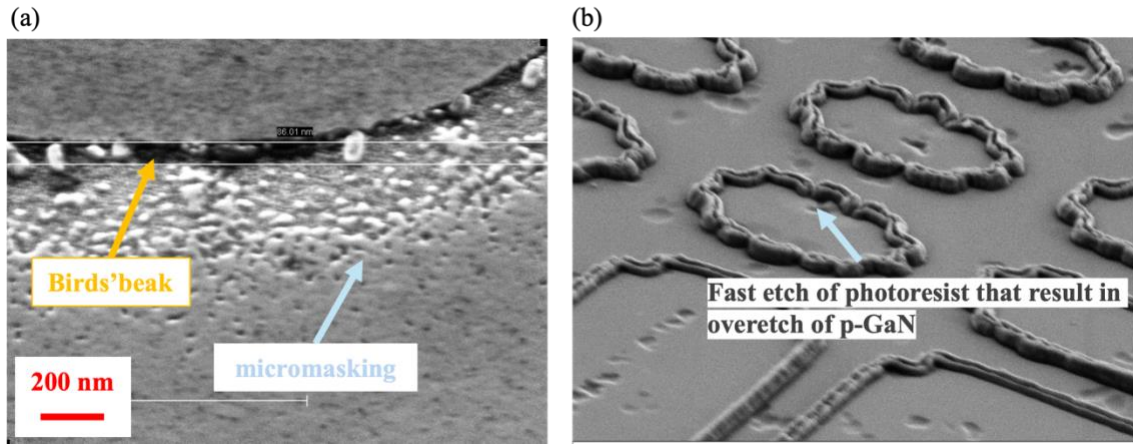 (a)
(b)
86.01 nm
Birds'beak
micromasking
200 nm
Fast etch of photoresist that result in
overetch of p-GaN